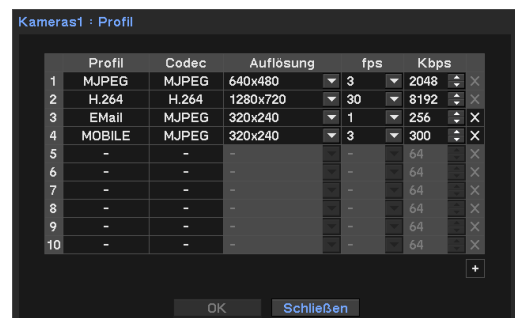 Kameras1 : Profil
Profil Codec Auflösung fps Kbps
1 MJPEG MJPEG 640x480 3 2048 X
2 H.264 H.264 1280x720 30 8192 X
3 EMail MJPEG 320x240 1 256 X
4 MOBILE MJPEG 320x240 3 300 X
5 - - - - 64 X
6 - - - - 64 X
7 - - - - 64 X
8 - - - - 64 X
9 - - - - 64 X
10 - - - - 64 X
+
OK Schließen